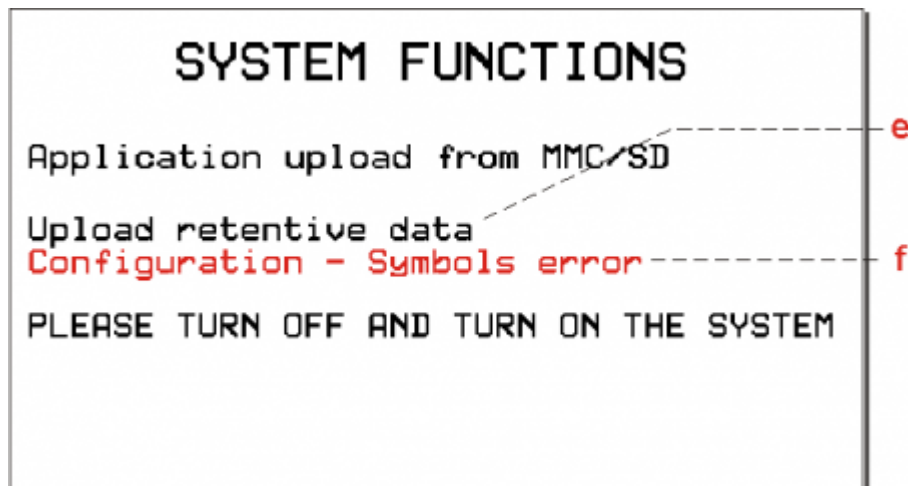 SYSTEM FUNCTIONS
Application upload from MMC/SD
e
Upload retentive data
Configuration - Symbols error
f
PLEASE TURN OFF AND TURN ON THE SYSTEM